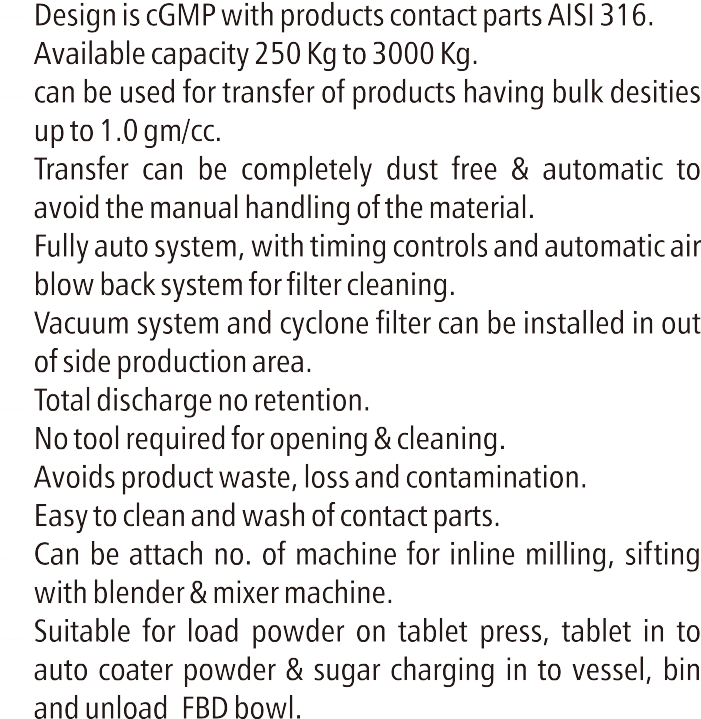 Design is cGMP with products contact parts AISI 316.
Available capacity 250 Kg to 3000 Kg.
can be used for transfer of products having bulk desities
up to 1.0 gm/cc.
Transfer can be completely dust free & automatic to
avoid the manual handling of the material.
Fully auto system, with timing controls and automatic air
blow back system for filter cleaning.
Vacuum system and cyclone filter can be installed in out
of side production area.
Total discharge no retention.
No tool required for opening & cleaning.
Avoids product waste, loss and contamination.
Easy to clean and wash of contact parts.
Can be attach no. of machine for inline milling, sifting
with blender & mixer machine.
Suitable for load powder on tablet press, tablet in to
auto coater powder & sugar charging in to vessel, bin
and unload FBD bowl.